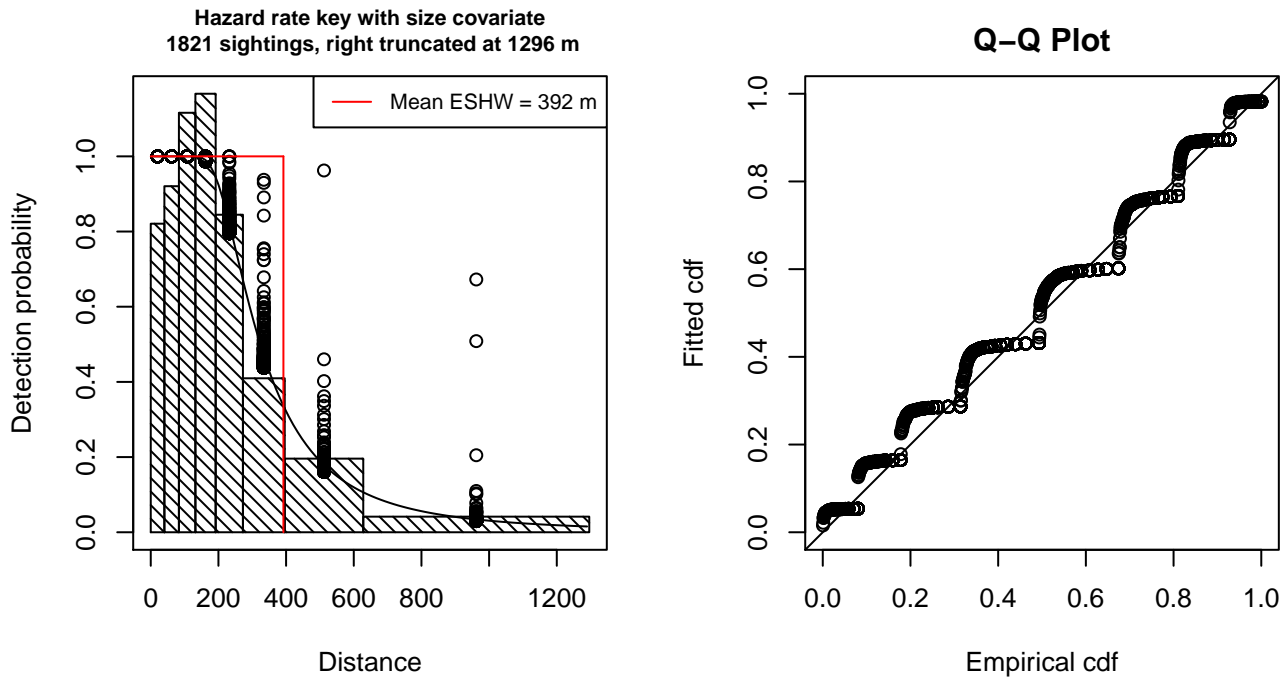 Hazard rate key with size covariate
1821 sightings, right truncated at 1296 m
Mean ESHW = 392 m
Detection probability
0.0 0.2 0.4 0.6 0.8 1.0
0 200 400 600 800 1200
Distance
Q−Q Plot
Fitted cdf
0.0 0.2 0.4 0.6 0.8 1.0
0.0 0.2 0.4 0.6 0.8 1.0
Empirical cdf